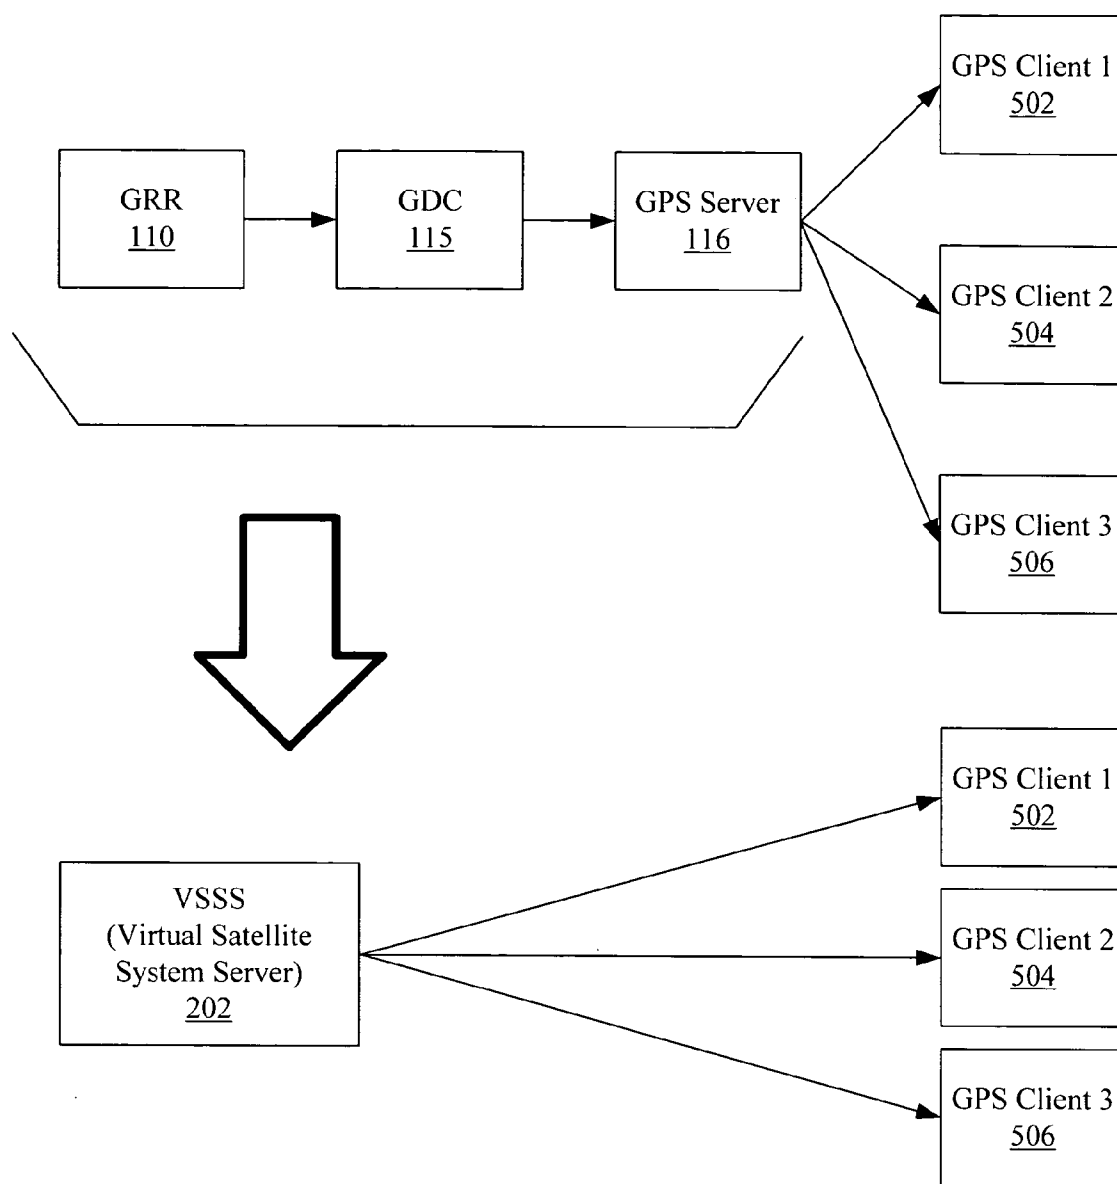 GPS Client 1
502
GRR
110
GDC
115
GPS Server
116
GPS Client 2
504
GPS Client 3
506
GPS Client 1
502
VSSS
(Virtual Satellite
System Server)
202
GPS Client 2
504
GPS Client 3
506